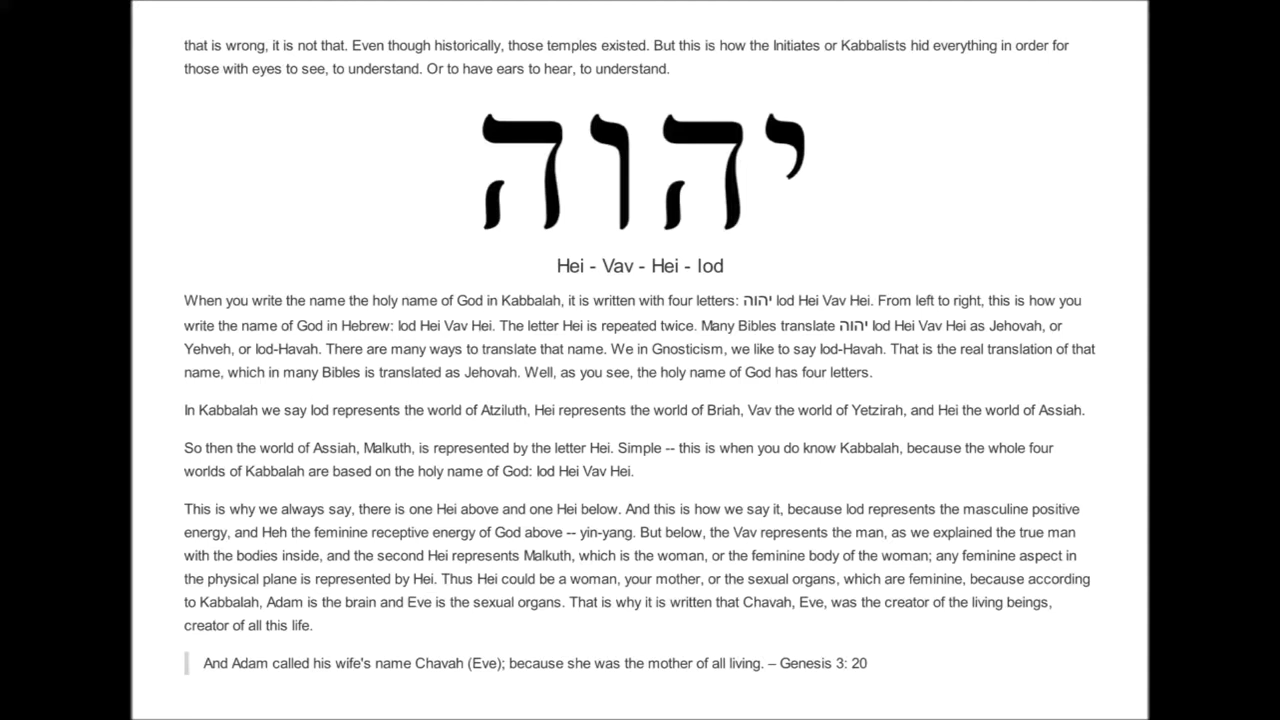 that is wrong, it is not that. Even though historically, those temples existed. But this is how the Initiates or Kabbalists hid everything in order for
those with eyes to see, to understand. Or to have ears to hear, to understand.
יהוה
Hei - Vav - Hei - Iod
When you write the name the holy name of God in Kabbalah, it is written with four letters: יהוה Iod Hei Vav Hei. From left to right, this is how you
write the name of God in Hebrew: Iod Hei Vav Hei. The letter Hei is repeated twice. Many Bibles translate יהוה Iod Hei Vav Hei as Jehovah, or
Yehveh, or Iod-Havah. There are many ways to translate that name. We in Gnosticism, we like to say Iod-Havah. That is the real translation of that
name, which in many Bibles is translated as Jehovah. Well, as you see, the holy name of God has four letters.
In Kabbalah we say Iod represents the world of Atziluth, Hei represents the world of Briah, Vav the world of Yetzirah, and Hei the world of Assiah.
So then the world of Assiah, Malkuth, is represented by the letter Hei. Simple -- this is when you do know Kabbalah, because the whole four
worlds of Kabbalah are based on the holy name of God: Iod Hei Vav Hei.
This is why we always say, there is one Hei above and one Hei below. And this is how we say it, because Iod represents the masculine positive
energy, and Heh the feminine receptive energy of God above -- yin-yang. But below, the Vav represents the man, as we explained the true man
with the bodies inside, and the second Hei represents Malkuth, which is the woman, or the feminine body of the woman; any feminine aspect in
the physical plane is represented by Hei. Thus Hei could be a woman, your mother, or the sexual organs, which are feminine, because according
to Kabbalah, Adam is the brain and Eve is the sexual organs. That is why it is written that Chavah, Eve, was the creator of the living beings,
creator of all this life.
And Adam called his wife's name Chavah (Eve); because she was the mother of all living. – Genesis 3: 20